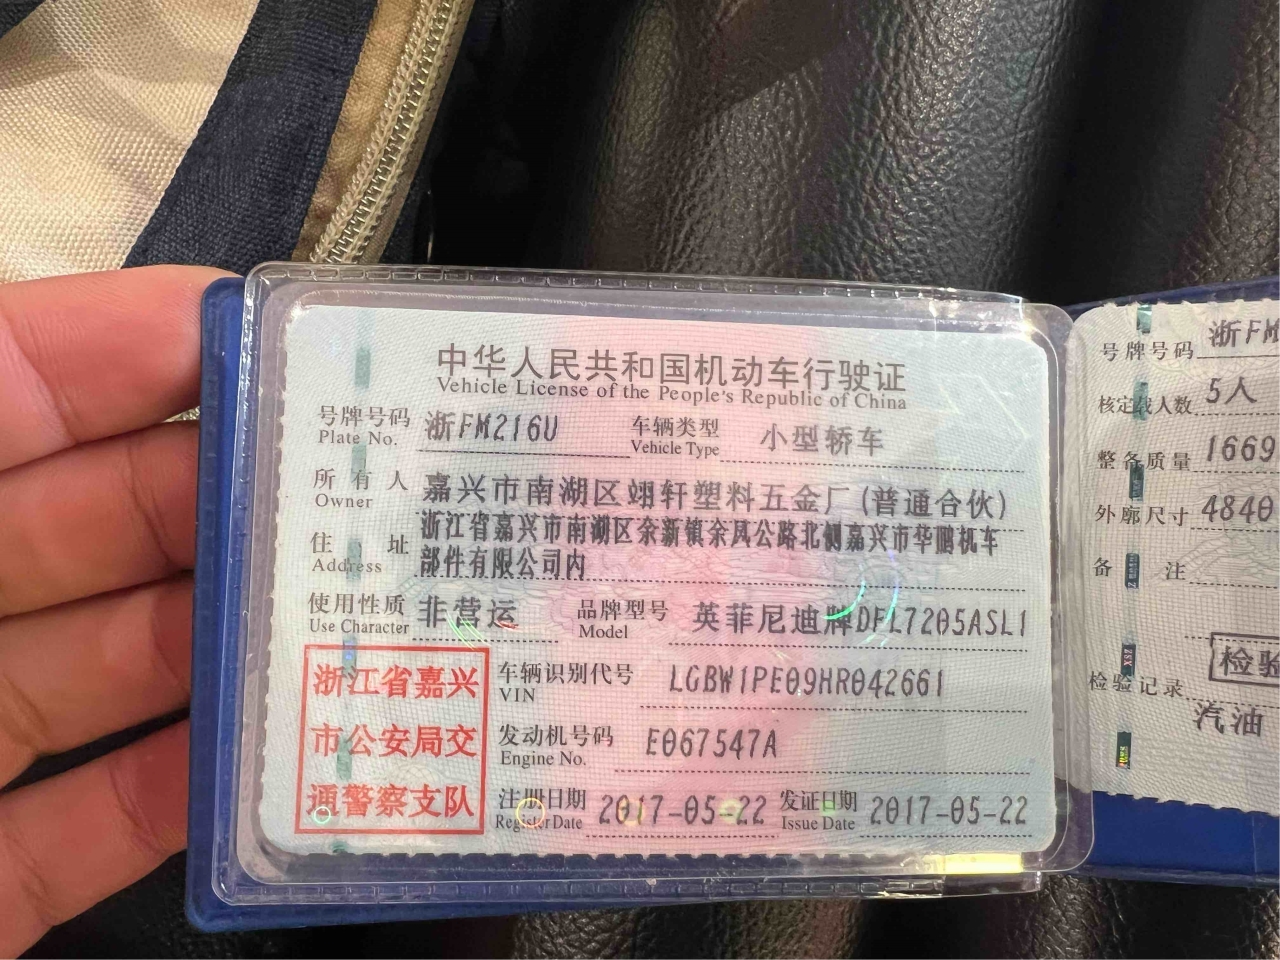 中华人民共和国机动车行驶证
Vehicle License of the People's Republic of China
号牌号码 浙FM216U 车辆类型 小型轿车
Plate No. Vehicle Type
所有人 嘉兴市南湖区翊轩塑料五金厂(普通合伙)
Owner
住址 浙江省嘉兴市南湖区余新镇余凤公路北侧嘉兴市华鹏机车
Address 部件有限公司内
使用性质 非营运 品牌型号 英菲尼迪牌DFL7205ASL1
Use Character Model
浙江省嘉兴
市公安局交
通警察支队
车辆识别代号 LGBW1PE09HR042661
VIN
发动机号码 E067547A
Engine No.
注册日期 2017-05-22 发证日期 2017-05-22
Register Date Issue Date
号牌号码 浙FM
核定载人数 5人
整备质量 1669
外廓尺寸 4840
备注
检验记录 检验
汽油